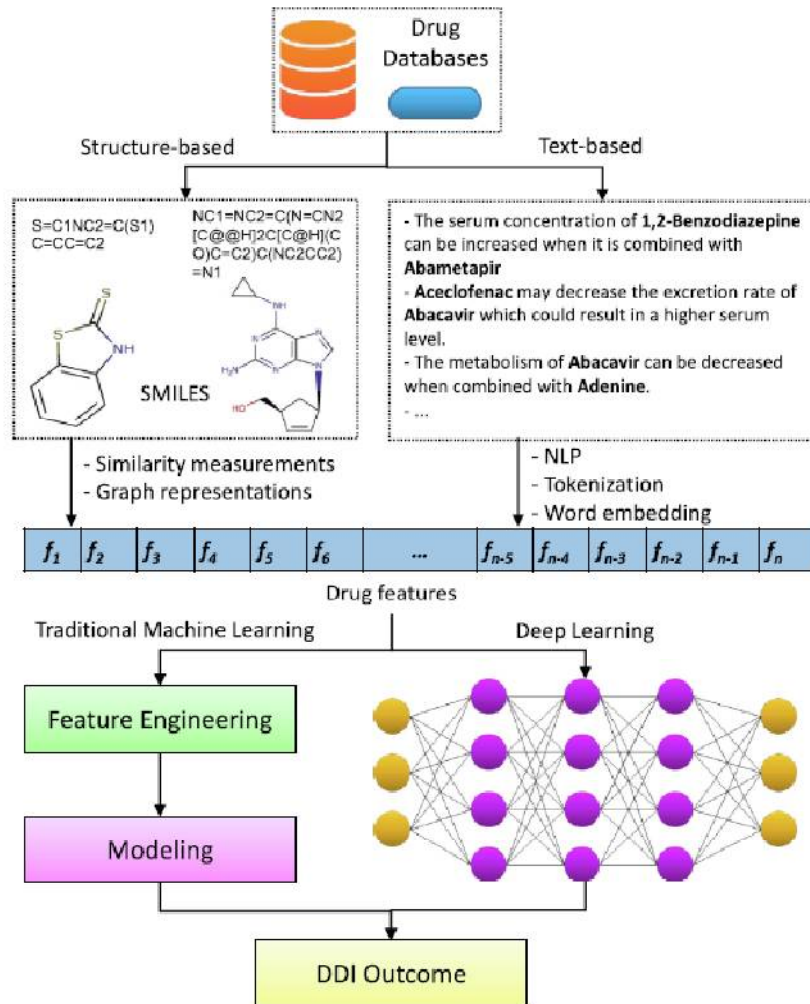 Drug
Databases
Structure-based
Text-based
S=C1NC2=C(S1)
C=CC=C2
NC1=NC2=C(N=CN2
[C@@H]2C[C@H](C
O)C=C2)C(NC2CC2)
=N1
S
S
NH
SMILES
NH
N
N
H₂N
N
N
HO
- The serum concentration of 1,2-Benzodiazepine
can be increased when it is combined with
Abametapir
- Aceclofenac may decrease the excretion rate of
Abacavir which could result in a higher serum
level.
- The metabolism of Abacavir can be decreased
when combined with Adenine.
- ...
- Similarity measurements
- Graph representations
- NLP
- Tokenization
- Word embedding
f1 f2 f3 f4 f5 f6 ... fn-5 fn-4 fn-3 fn-2 fn-1 fn
Drug features
Traditional Machine Learning
Deep Learning
Feature Engineering
Modeling
DDI Outcome